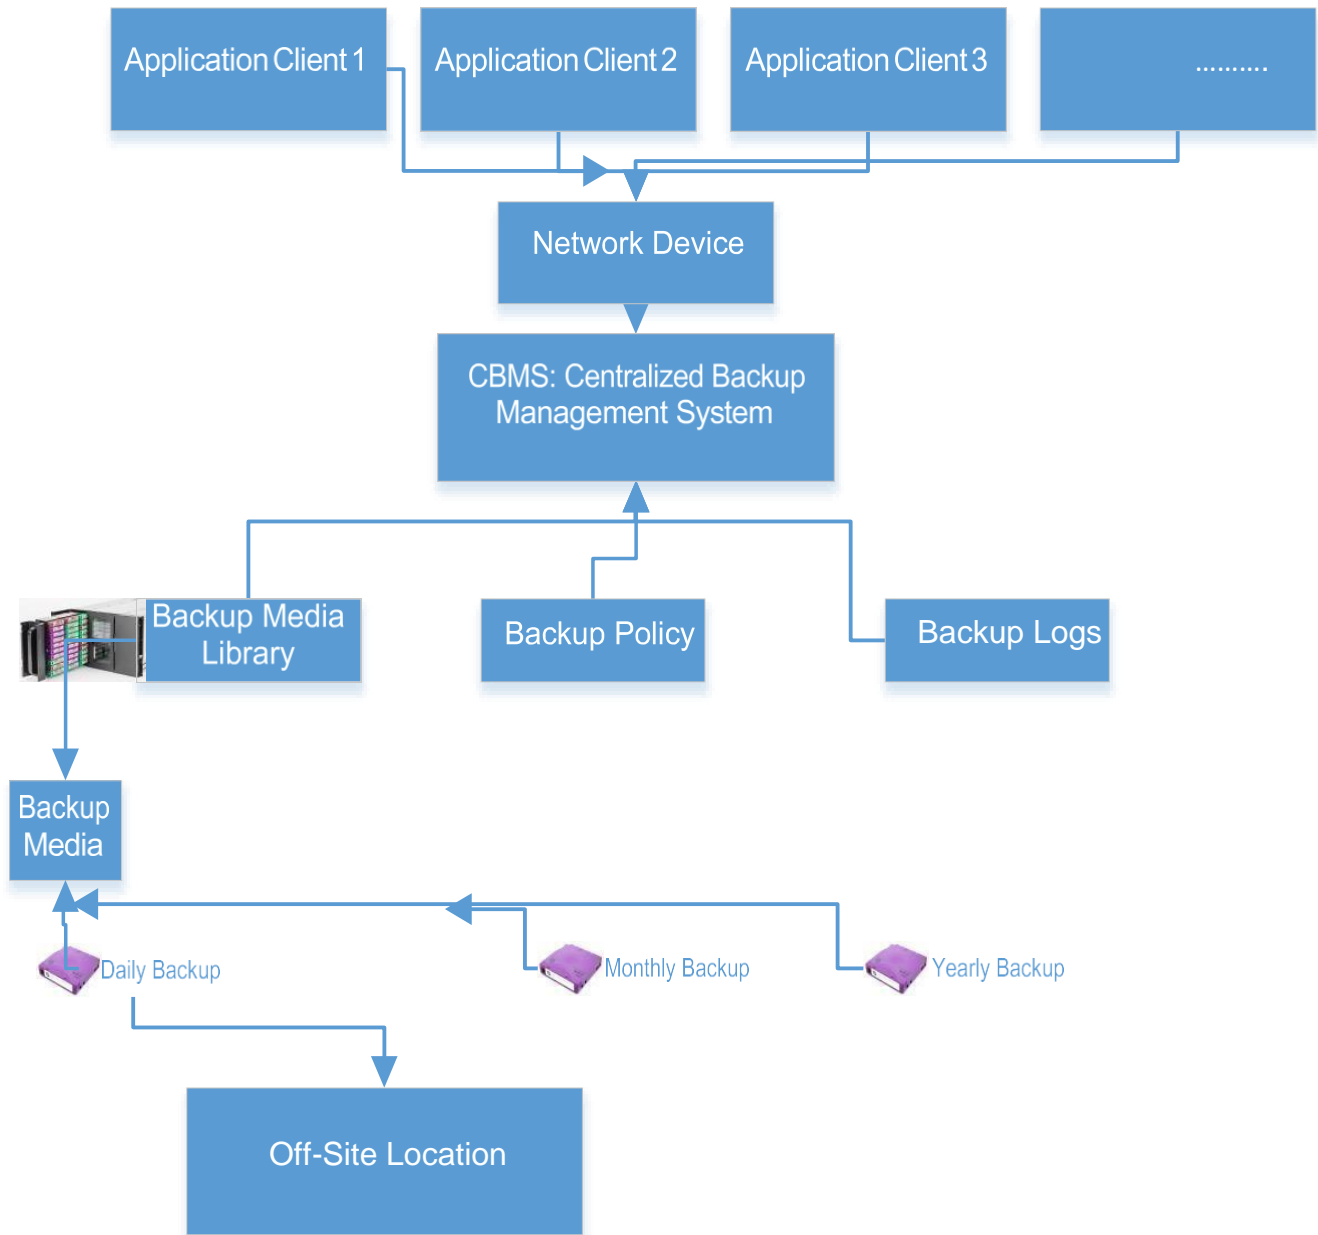 Application Client 1
Application Client 2
Application Client 3
..........
Network Device
CBMS: Centralized Backup
Management System
Backup Media
Library
Backup Policy
Backup Logs
Backup
Media
Daily Backup
Monthly Backup
Yearly Backup
Off-Site Location